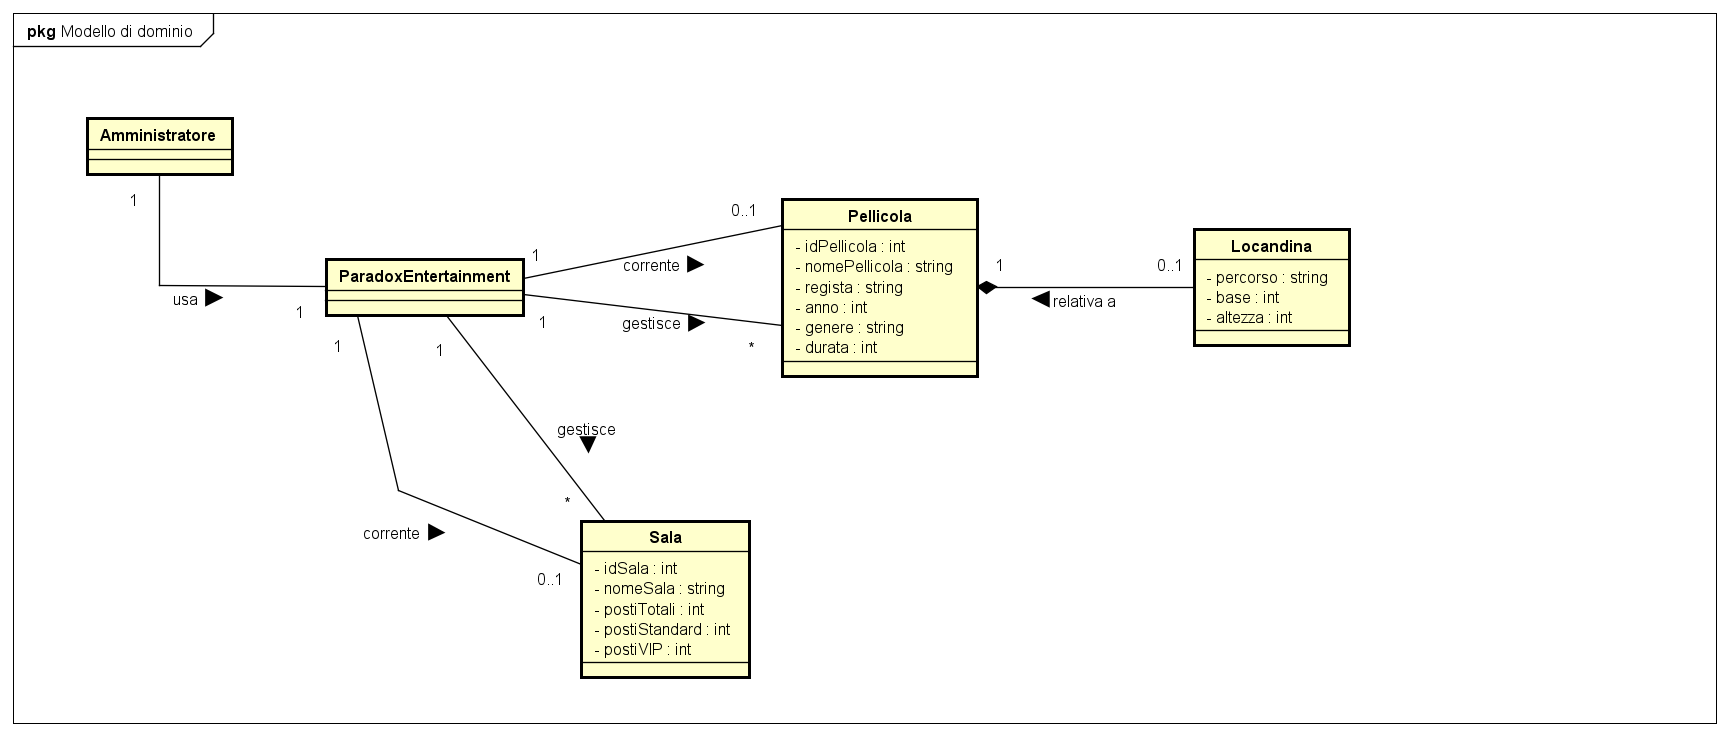 pkg Modello di dominio
Amministratore
1
usa
1
ParadoxEntertainment
1
corrente
0..1
1
gestisce
*
Pellicola
- idPellicola : int
- nomePellicola : string
- regista : string
- anno : int
- genere : string
- durata : int
1
relativa a
0..1
Locandina
- percorso : string
- base : int
- altezza : int
1
1
gestisce
*
corrente
0..1
Sala
- idSala : int
- nomeSala : string
- postiTotali : int
- postiStandard : int
- postiVIP : int